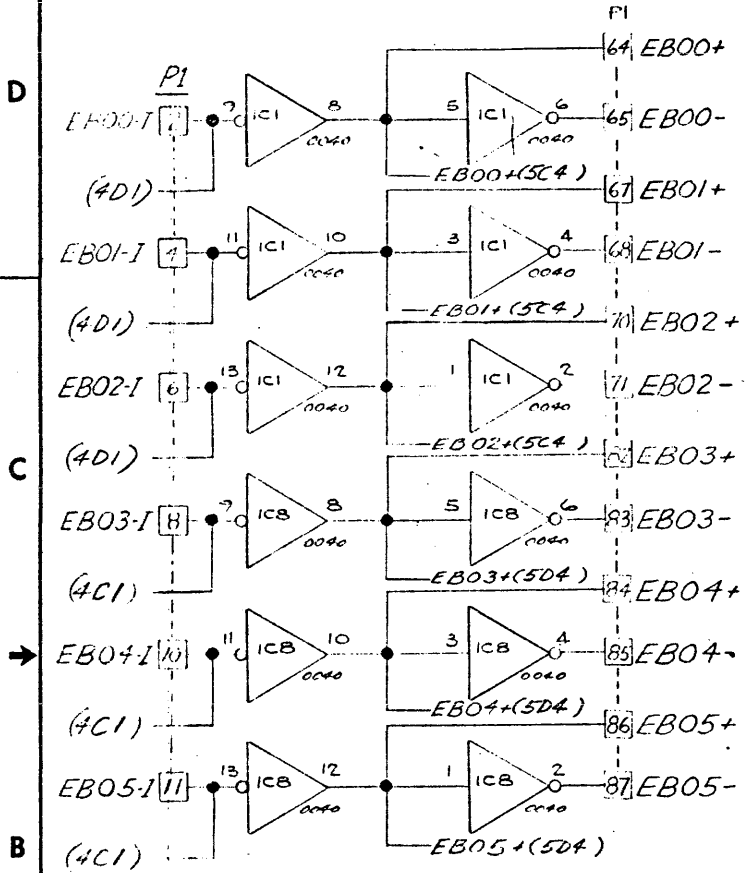 P1
D
64 EB00+
P1
EB00-I 2 9 IC1 0040 8 5 IC1 0040 6 65 EB00-
(4D1) EB00+(5C4) 67 EB01+
EB01-I 4 11 IC1 0040 10 3 IC1 0040 4 68 EB01-
(4D1) EB01+(5C4) 70 EB02+
EB02-I 6 13 IC1 0040 12 1 IC1 0040 2 71 EB02-
C
(4D1) EB02+(5C4) 82 EB03+
EB03-I 8 9 IC8 0040 8 5 IC8 0040 6 83 EB03-
(4C1) EB03+(5D4) 84 EB04+
EB04-I 10 11 IC8 0040 10 3 IC8 0040 4 85 EB04-
(4C1) EB04+(5D4) 86 EB05+
EB05-I 11 13 IC8 0040 12 1 IC8 0040 2 87 EB05-
B
(4C1) EB05+(5D4)